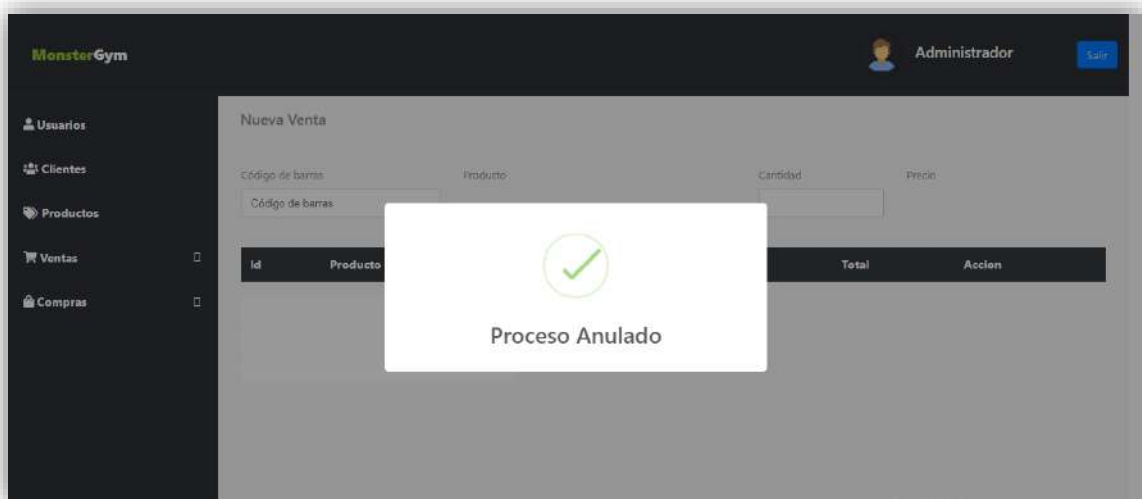 MonsterGym
Administrador
Salir
Usuarios
Clientes
Productos
Ventas
Compras
Nueva Venta
Código de barras
Producto
Cantidad
Precio
Código de barras
Id
Producto
Total
Accion
Proceso Anulado